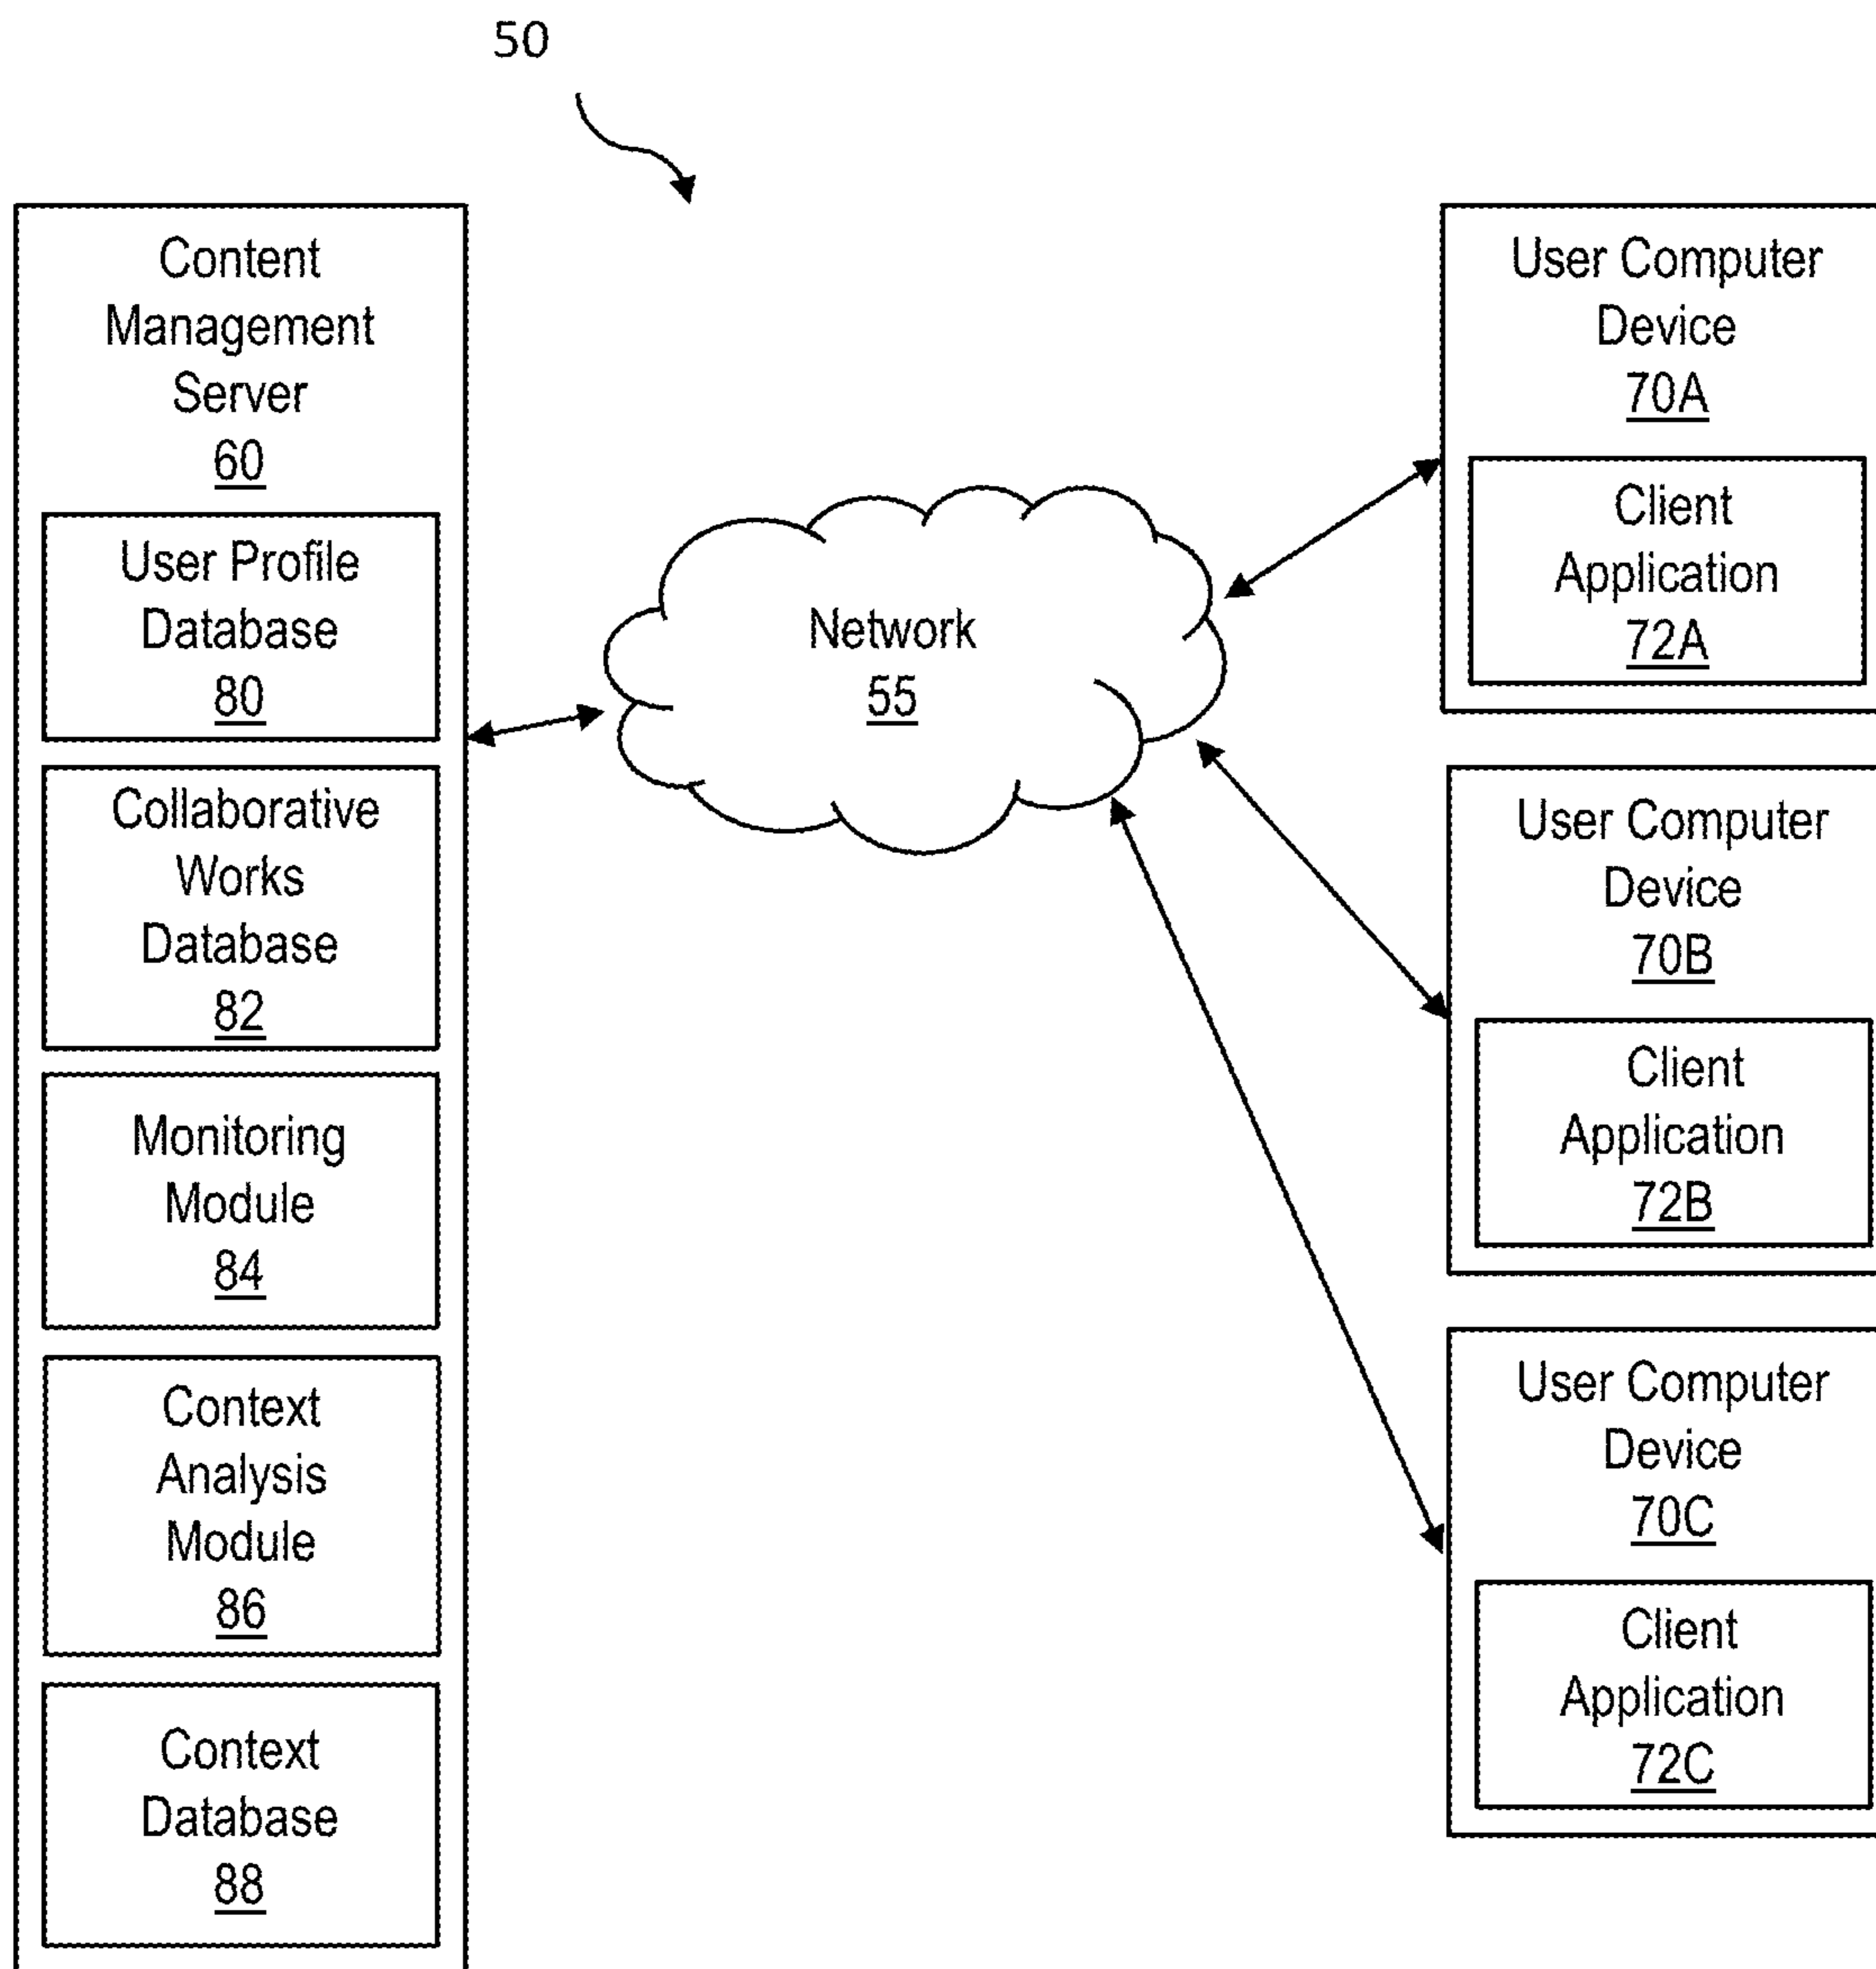 50
Content
Management
Server
60
User Profile
Database
80
Collaborative
Works
Database
82
Monitoring
Module
84
Context
Analysis
Module
86
Context
Database
88
Network
55
User Computer
Device
70A
Client
Application
72A
User Computer
Device
70B
Client
Application
72B
User Computer
Device
70C
Client
Application
72C